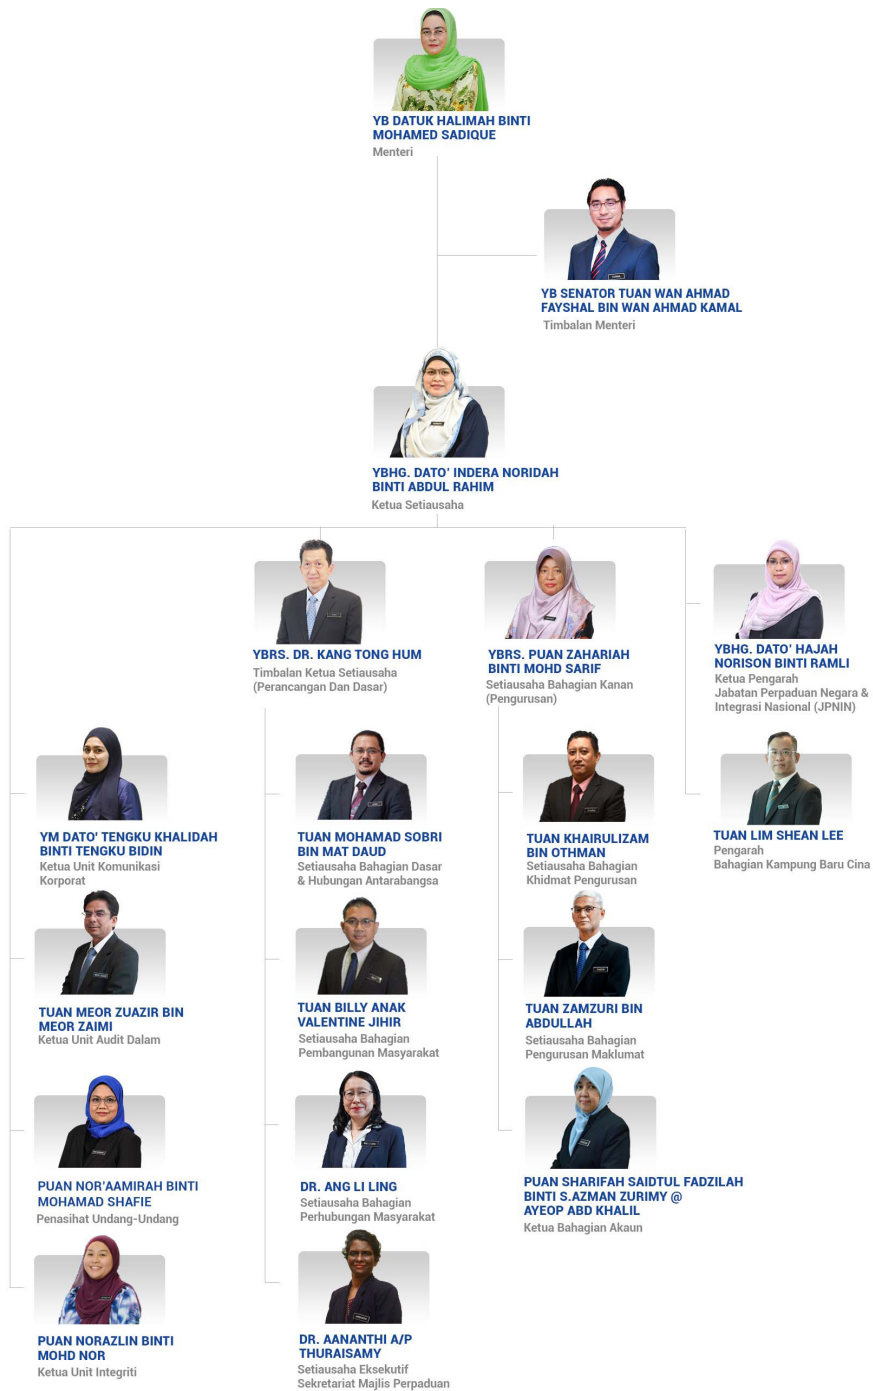 YB DATUK HALIMAH BINTI
MOHAMED SADIQUE
Menteri
YB SENATOR TUAN WAN AHMAD
FAYSHAL BIN WAN AHMAD KAMAL
Timbalan Menteri
YBHG. DATO' INDERA NORIDAH
BINTI ABDUL RAHIM
Ketua Setiausaha
YBRS. DR. KANG TONG HUM
Timbalan Ketua Setiausaha
(Perancangan Dan Dasar)
YBRS. PUAN ZAHARIAH
BINTI MOHD SARIF
Setiausaha Bahagian Kanan
(Pengurusan)
YBHG. DATO' HAJAH
NORISON BINTI RAMLI
Ketua Pengarah
Jabatan Perpaduan Negara &
Integrasi Nasional (JPNIN)
YM DATO' TENGKU KHALIDAH
BINTI TENGKU BIDIN
Ketua Unit Komunikasi
Korporat
TUAN MOHAMAD SOBRI
BIN MAT DAUD
Setiausaha Bahagian Dasar
& Hubungan Antarabangsa
TUAN KHAIRULIZAM
BIN OTHMAN
Setiausaha Bahagian
Khidmat Pengurusan
TUAN LIM SHEAN LEE
Pengarah
Bahagian Kampung Baru Cina
TUAN MEOR ZUAZIR BIN
MEOR ZAIMI
Ketua Unit Audit Dalam
TUAN BILLY ANAK
VALENTINE JIHIR
Setiausaha Bahagian
Pembangunan Masyarakat
TUAN ZAMZURI BIN
ABDULLAH
Setiausaha Bahagian
Pengurusan Maklumat
PUAN NOR'AAMIRAH BINTI
MOHAMAD SHAFIE
Penasihat Undang-Undang
DR. ANG LI LING
Setiausaha Bahagian
Perhubungan Masyarakat
PUAN SHARIFAH SAIDTUL FADZILAH
BINTI S.AZMAN ZURIMY @
AYEOP ABD KHALIL
Ketua Bahagian Akaun
PUAN NORAZLIN BINTI
MOHD NOR
Ketua Unit Integriti
DR. AANANTHI A/P
THURAISAMY
Setiausaha Eksekutif
Sekretariat Majlis Perpaduan